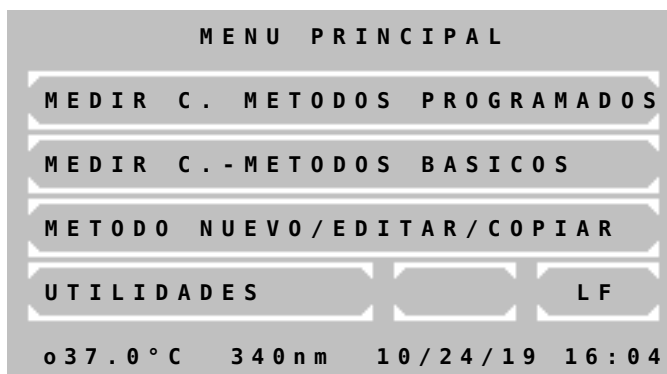 MENU PRINCIPAL
MEDIR C. METODOS PROGRAMADOS
MEDIR C.-METODOS BASICOS
METODO NUEVO/EDITAR/COPIAR
UTILIDADES LF
o37.0°C 340nm 10/24/19 16:04